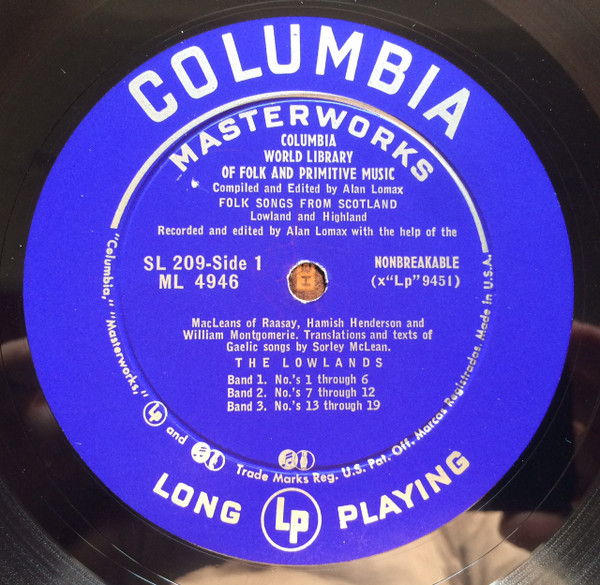 COLUMBIA
MASTERWORKS
COLUMBIA
WORLD LIBRARY
OF FOLK AND PRIMITIVE MUSIC
Compiled and Edited by Alan Lomax
FOLK SONGS FROM SCOTLAND
Lowland and Highland
Recorded and edited by Alan Lomax with the help of the
SL 209-Side 1
ML 4946
NONBREAKABLE
(x"Lp"9451)
MacLeans of Raasay, Hamish Henderson and
William Montgomerie. Translations and texts of
Gaelic songs by Sorley McLean.
THE LOWLANDS
Band 1. No.'s 1 through 6
Band 2. No.'s 7 through 12
Band 3. No.'s 13 through 19
"Columbia," "Masterworks," Lp and Trade Marks Reg. U.S. Pat. Off. Marcas Registradas. Made in U.S.A.
LONG Lp PLAYING